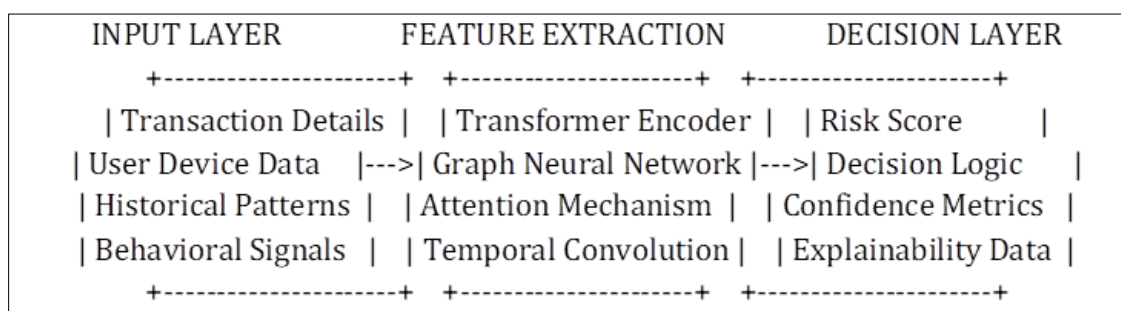 INPUT LAYER FEATURE EXTRACTION DECISION LAYER
+----------------------+ +----------------------+ +----------------------+
| Transaction Details | | Transformer Encoder | | Risk Score |
| User Device Data |--->| Graph Neural Network |--->| Decision Logic |
| Historical Patterns | | Attention Mechanism | | Confidence Metrics |
| Behavioral Signals | | Temporal Convolution | | Explainability Data |
+----------------------+ +----------------------+ +----------------------+